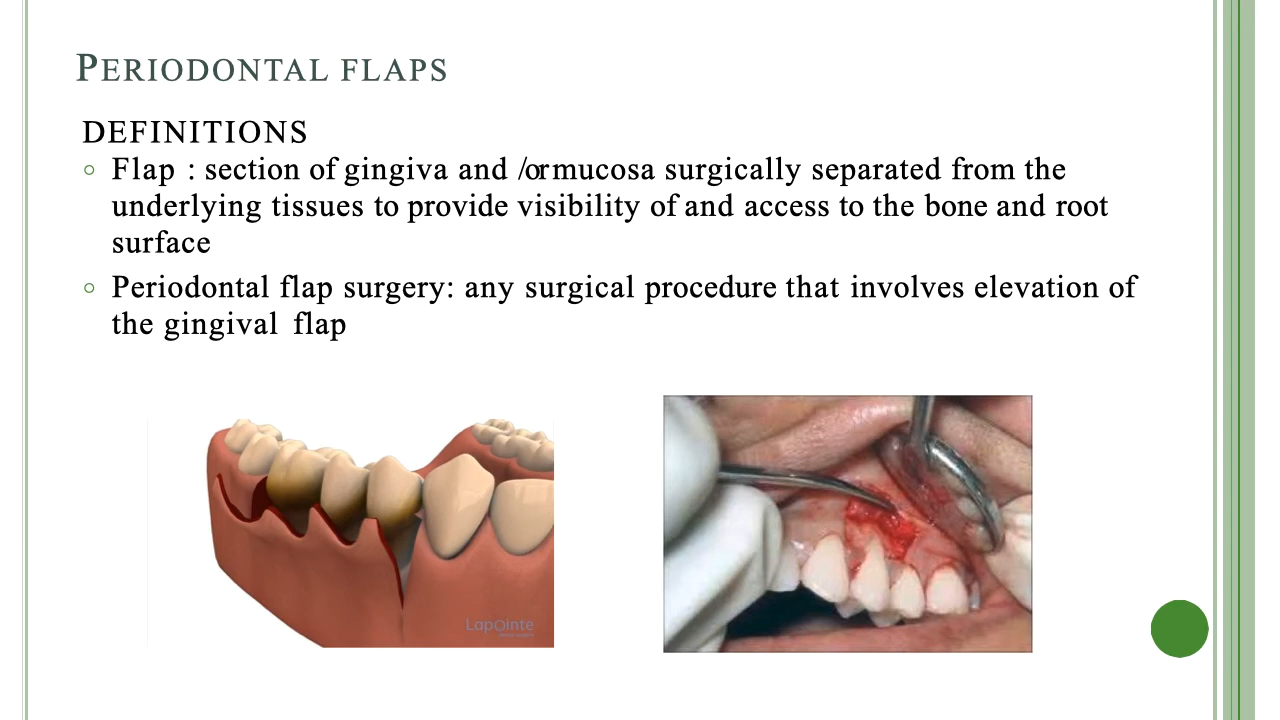 PERIODONTAL FLAPS
DEFINITIONS
Flap : section of gingiva and /ormucosa surgically separated from the
underlying tissues to provide visibility of and access to the bone and root
surface
Periodontal flap surgery: any surgical procedure that involves elevation of
the gingival flap
LapOinte